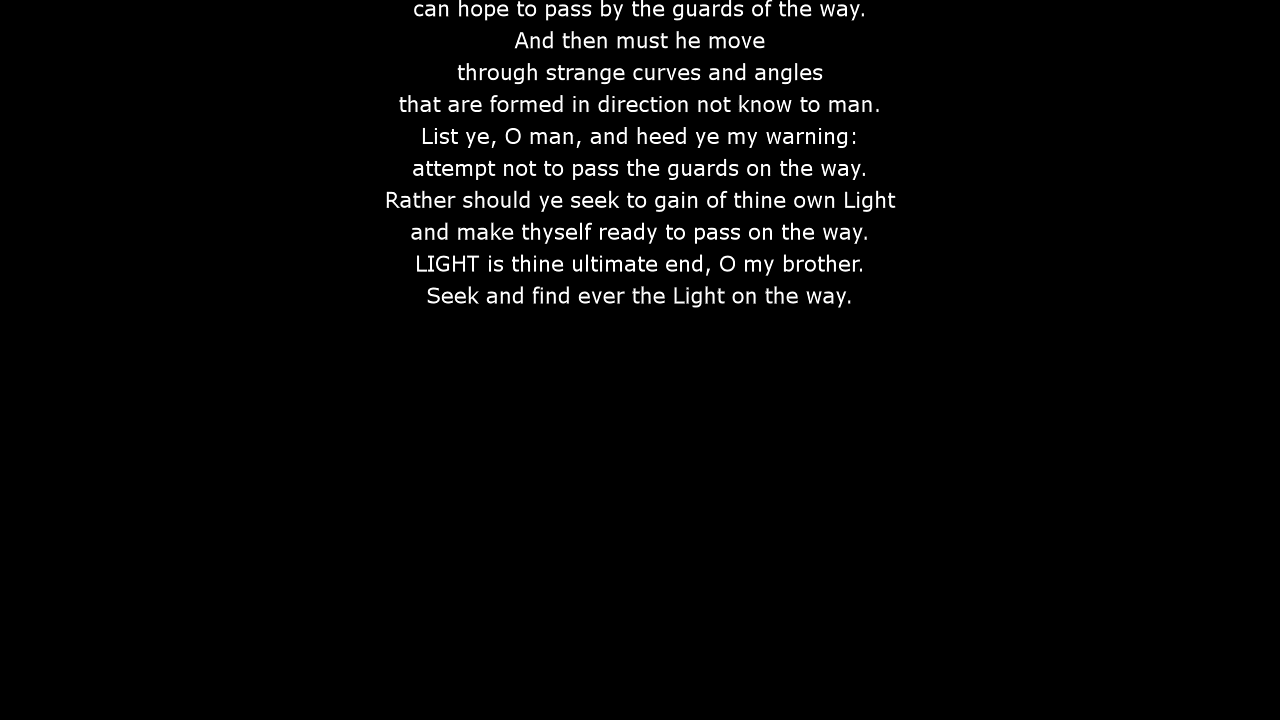 can hope to pass by the guards of the way.
And then must he move
through strange curves and angles
that are formed in direction not know to man.
List ye, O man, and heed ye my warning:
attempt not to pass the guards on the way.
Rather should ye seek to gain of thine own Light
and make thyself ready to pass on the way.
LIGHT is thine ultimate end, O my brother.
Seek and find ever the Light on the way.